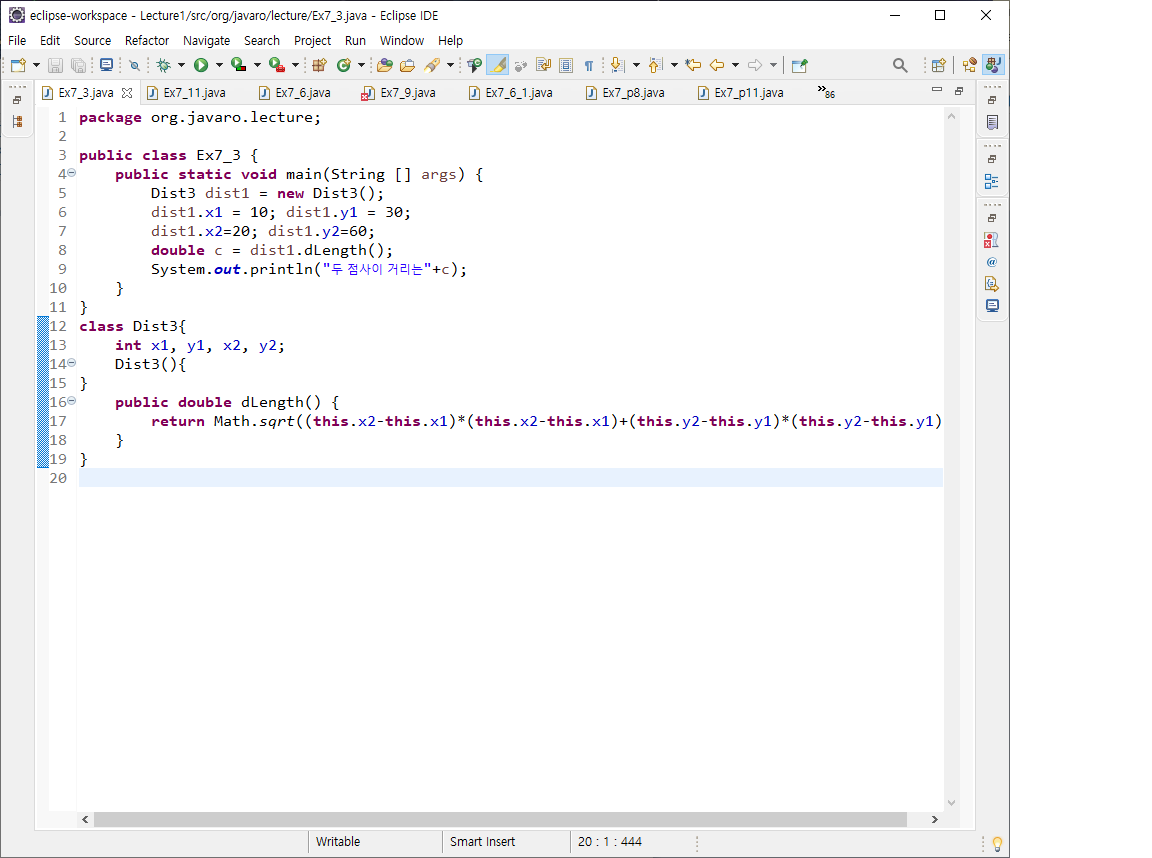 eclipse-workspace - Lecture1/src/org/javaro/lecture/Ex7_3.java - Eclipse IDE
File Edit Source Refactor Navigate Search Project Run Window Help
Ex7_3.java Ex7_11.java Ex7_6.java Ex7_9.java Ex7_6_1.java Ex7_p8.java Ex7_p11.java »86
1 package org.javaro.lecture;
2
3 public class Ex7_3 {
4 public static void main(String [] args) {
5 Dist3 dist1 = new Dist3();
6 dist1.x1 = 10; dist1.y1 = 30;
7 dist1.x2=20; dist1.y2=60;
8 double c = dist1.dLength();
9 System.out.println("두 점사이 거리는"+c);
10 }
11 }
12 class Dist3{
13 int x1, y1, x2, y2;
14 Dist3(){
15 }
16 public double dLength() {
17 return Math.sqrt((this.x2-this.x1)*(this.x2-this.x1)+(this.y2-this.y1)*(this.y2-this.y1)
18 }
19 }
20
Writable Smart Insert 20 : 1 : 444